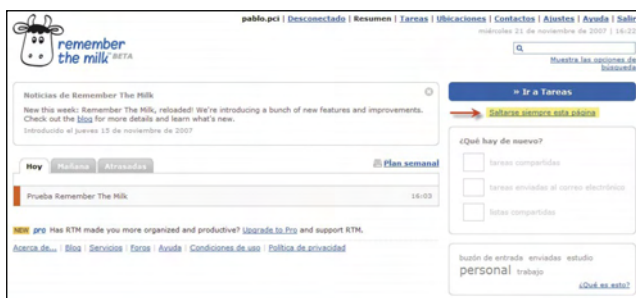 pablo.pci | Desconectado | Resumen | Tareas | Ubicaciones | Contactos | Ajustes | Ayuda | Salir
miércoles 21 de noviembre de 2007 | 16:22
remember
the milk BETA
Muestra las opciones de
búsqueda
Noticias de Remember The Milk
New this week: Remember The Milk, reloaded! We're introducing a bunch of new features and improvements.
Check out the blog for more details and learn what's new.
Introducido el jueves 15 de noviembre de 2007
» Ir a Tareas
Saltarse siempre esta página
¿Qué hay de nuevo?
tareas compartidas
tareas enviadas al correo electrónico
listas compartidas
Hoy
Mañana
Atrasadas
Plan semanal
Prueba Remember The Milk 16:03
NEW pro Has RTM made you more organized and productive? Upgrade to Pro and support RTM.
Acerca de... | Blog | Servicios | Foros | Ayuda | Condiciones de uso | Política de privacidad
buzón de entrada enviadas estudio
personal trabajo
¿Qué es esto?